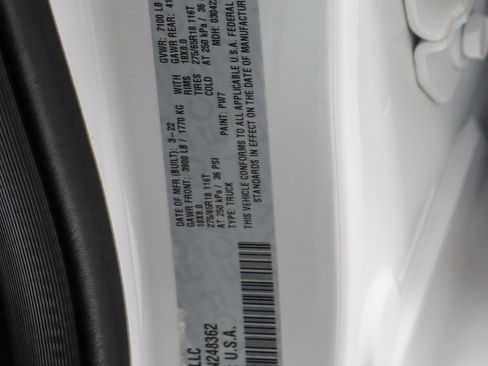 DATE OF MFR (BUILT): 3-22 GVWR: 7100 LB
GAWR FRONT: 3900 LB / 1770 KG WITH GAWR REAR: 41
18X8.0 RIMS 18X8.0
275/65R18 116T TIRES 275/65R18 116T
AT 250 kPa / 36 PSI COLD AT 250 kPa / 36
TYPE: TRUCK PAINT: PW7 MDH: 03042
THIS VEHICLE CONFORMS TO ALL APPLICABLE U.S.A. FEDERAL
STANDARDS IN EFFECT ON THE DATE OF MANUFACTUR
LLC
4248362
U.S.A.